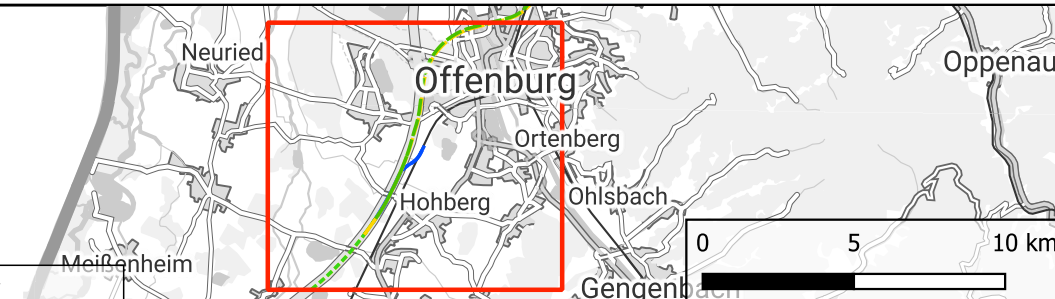 Neuried
Oppenau
Offenburg
Ortenberg
Ohlsbach
Hohberg
0 5 10 km
Meißenheim
Gengenbach